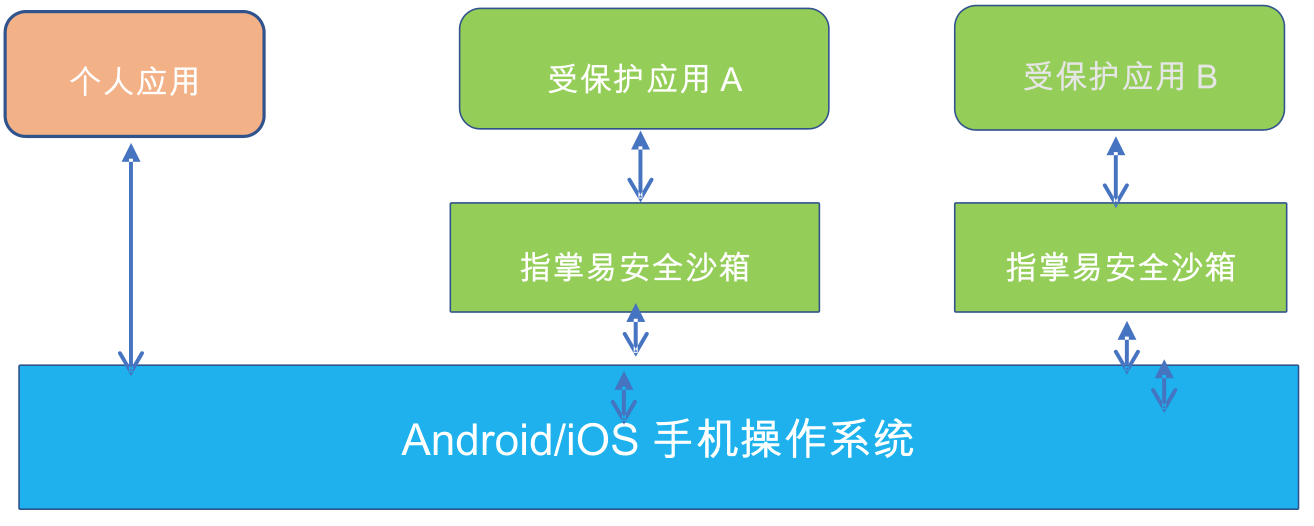 个人应用
受保护应用 A
受保护应用 B
指掌易安全沙箱
指掌易安全沙箱
Android/iOS 手机操作系统